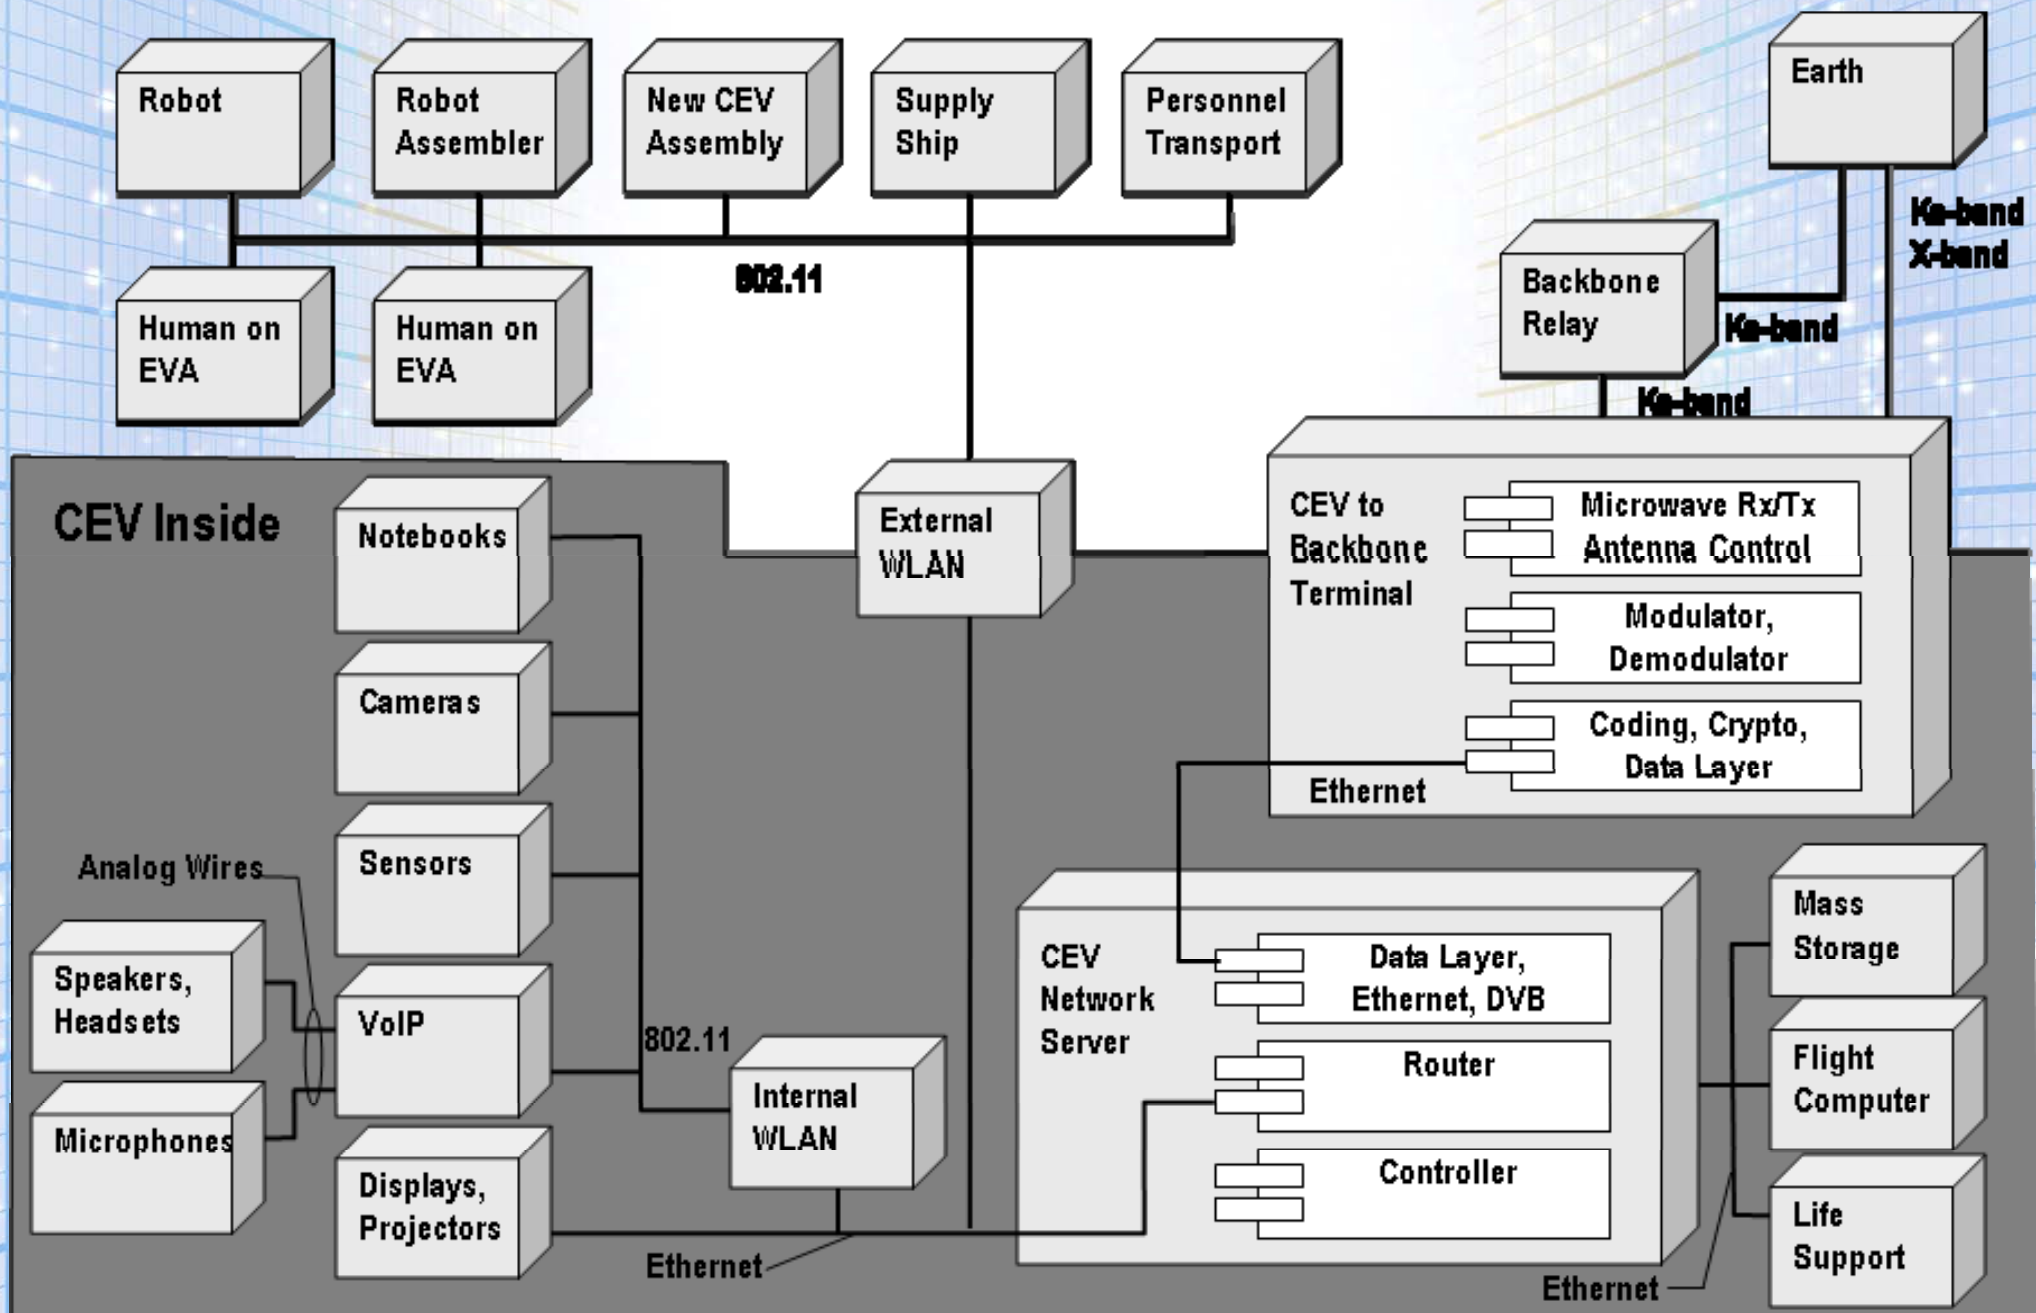 Robot
Robot
Assembler
New CEV
Assembly
Supply
Ship
Personnel
Transport
Earth
Ka-band
X-band
Backbone
Relay
Ka-band
Ka-band
802.11
Human on
EVA
Human on
EVA
CEV Inside
Notebooks
External
WLAN
CEV to
Backbone
Terminal
Microwave Rx/Tx
Antenna Control
Modulator,
Demodulator
Coding, Crypto,
Data Layer
Ethernet
Cameras
Sensors
Analog Wires
Speakers,
Headsets
VoIP
802.11
Microphones
Internal
WLAN
Displays,
Projectors
Ethernet
CEV
Network
Server
Data Layer,
Ethernet, DVB
Router
Controller
Mass
Storage
Flight
Computer
Life
Support
Ethernet